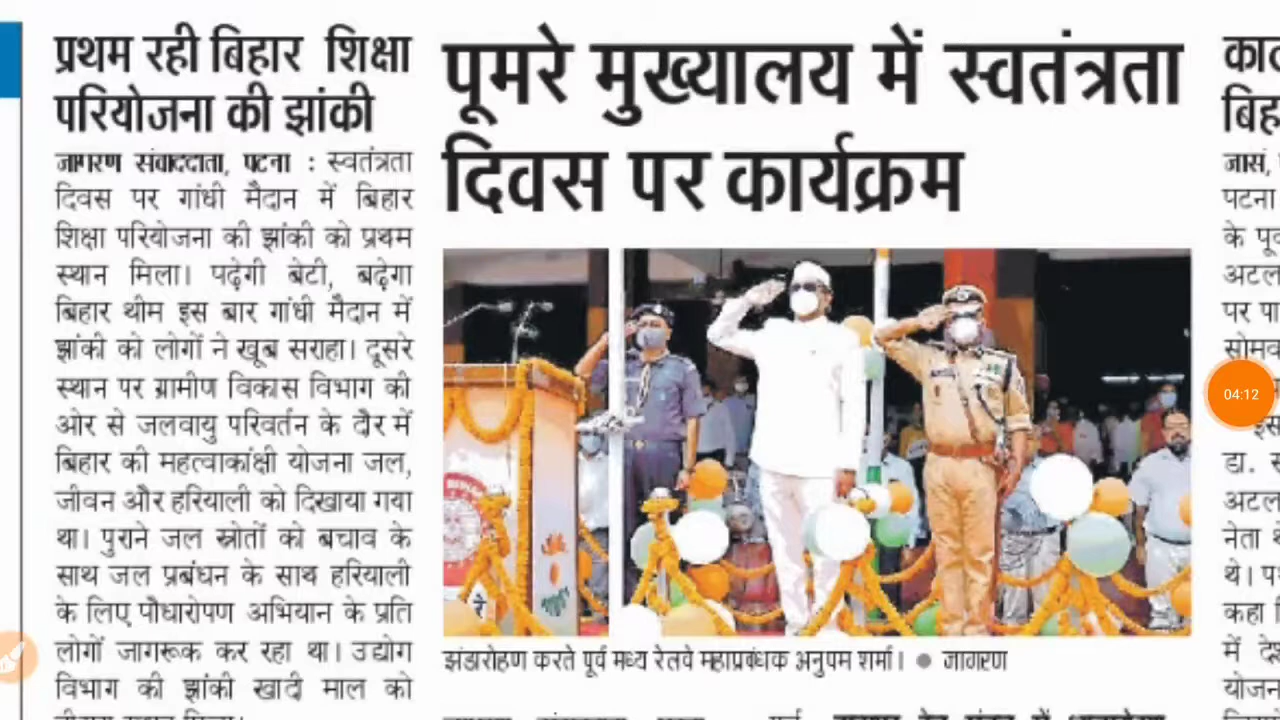 प्रथम रही बिहार शिक्षा
परियोजना की झांकी
जागरण संवाददाता, पटना : स्वतंत्रता
दिवस पर गांधी मैदान में बिहार
शिक्षा परियोजना की झांकी को प्रथम
स्थान मिला। पढ़ेगी बेटी, बढ़ेगा
बिहार थीम इस बार गांधी मैदान में
झांकी को लोगों ने खूब सराहा। दूसरे
स्थान पर ग्रामीण विकास विभाग की
ओर से जलवायु परिवर्तन के दौर में
बिहार की महत्वाकांक्षी योजना जल,
जीवन और हरियाली को दिखाया गया
था। पुराने जल स्रोतों को बचाव के
साथ जल प्रबंधन के साथ हरियाली
के लिए पौधारोपण अभियान के प्रति
लोगों जागरूक कर रहा था। उद्योग
विभाग की झांकी खादी माल को
पूमरे मुख्यालय में स्वतंत्रता
दिवस पर कार्यक्रम
रे
झंडारोहण करते पूर्व मध्य रेलवे महाप्रबंधक अनुपम शर्मा। ● जागरण
जासं,
पटना
के पूर्व
पर पा
04:12
डा. स
नेता थ
थे। प
कहा
में दे
योजन